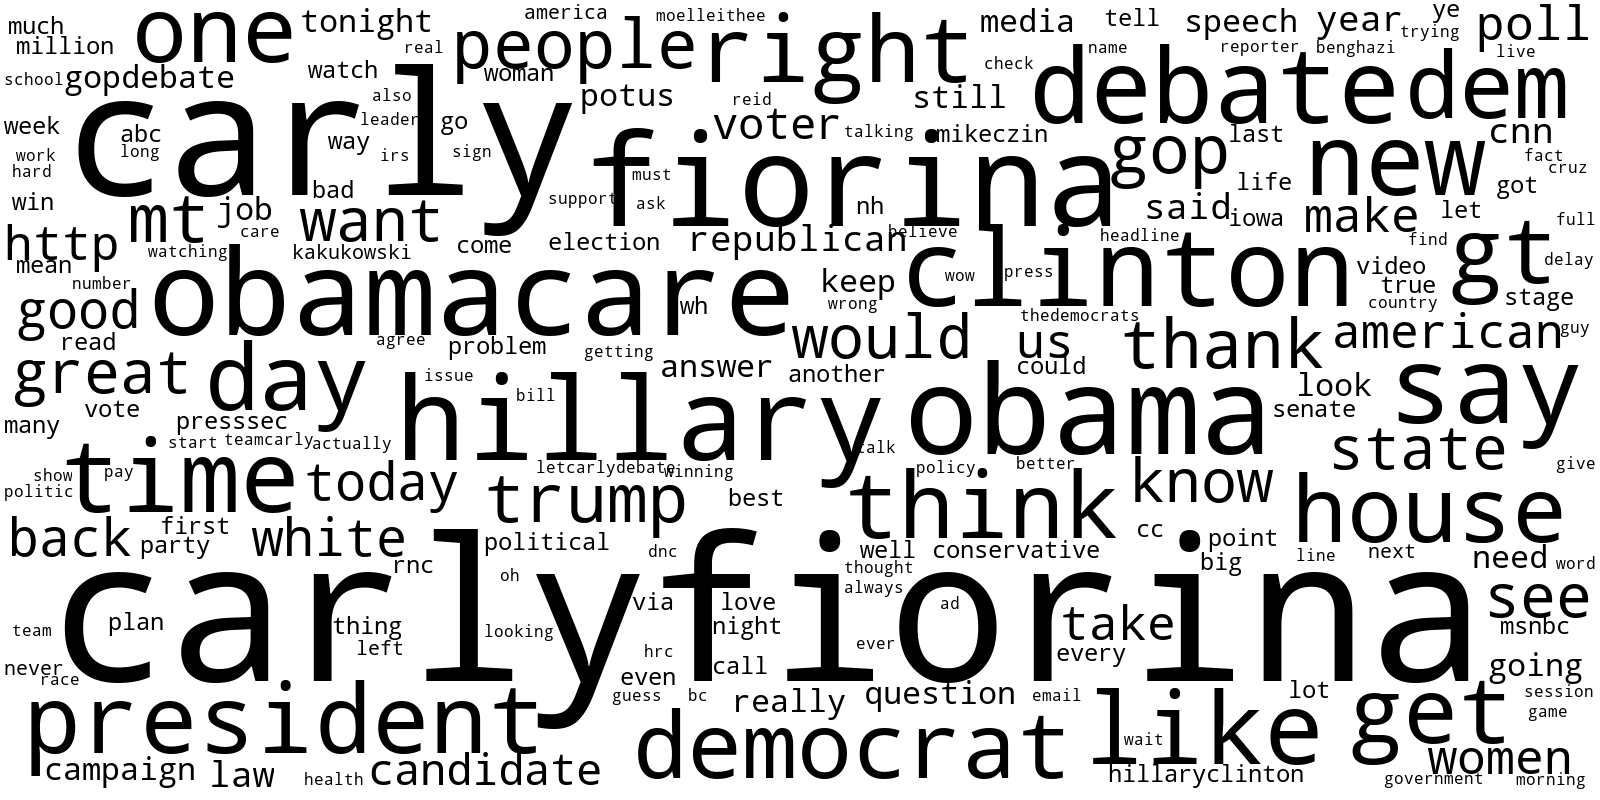 much
million
one
tonight
america
moelleithee
real
people
right
media
tell
speech
year
ye
trying
poll
school
gopdebate
watch
woman
check
name
reporter
benghazi
live
carly
also
leader
potus
reid
still
debate
dem
week
abc
long
way
go
irs
sign
voter
talking
mikeczin
gop
last
new
cnn
work
hard
fiorina
fact
cruz
win
bad
must
support
ask
nh
life
got
mt
job
care
want
said
iowa
make
let
full
http
mean
watching
kakukowski
come
election
republican
believe
headline
find
gt
delay
number
obamacare
wh
keep
wrong
clinton
wow
press
video
true
country
stage
good
read
agree
problem
getting
would
thedemocrats
us
could
thank
american
guy
great
day
issue
bill
answer
another
look
senate
say
many
vote
presssec
start
teamcarly
actually
hillary
talk
obama
state
show
pay
politic
time
today
letcarlydebate
winning
policy
better
give
trump
best
think
know
house
back
first
party
white
rnc
political
dnc
well
conservative
cc
point
big
line
next
need
word
oh
thought
always
carlyfiorina
see
team
plan
thing
left
looking
via
love
night
ad
take
msnbc
never
race
hrc
even
call
ever
every
going
president
guess
bc
really
question
email
like
lot
get
session
game
campaign
law
health
candidate
democrat
wait
hillaryclinton
women
government
morning